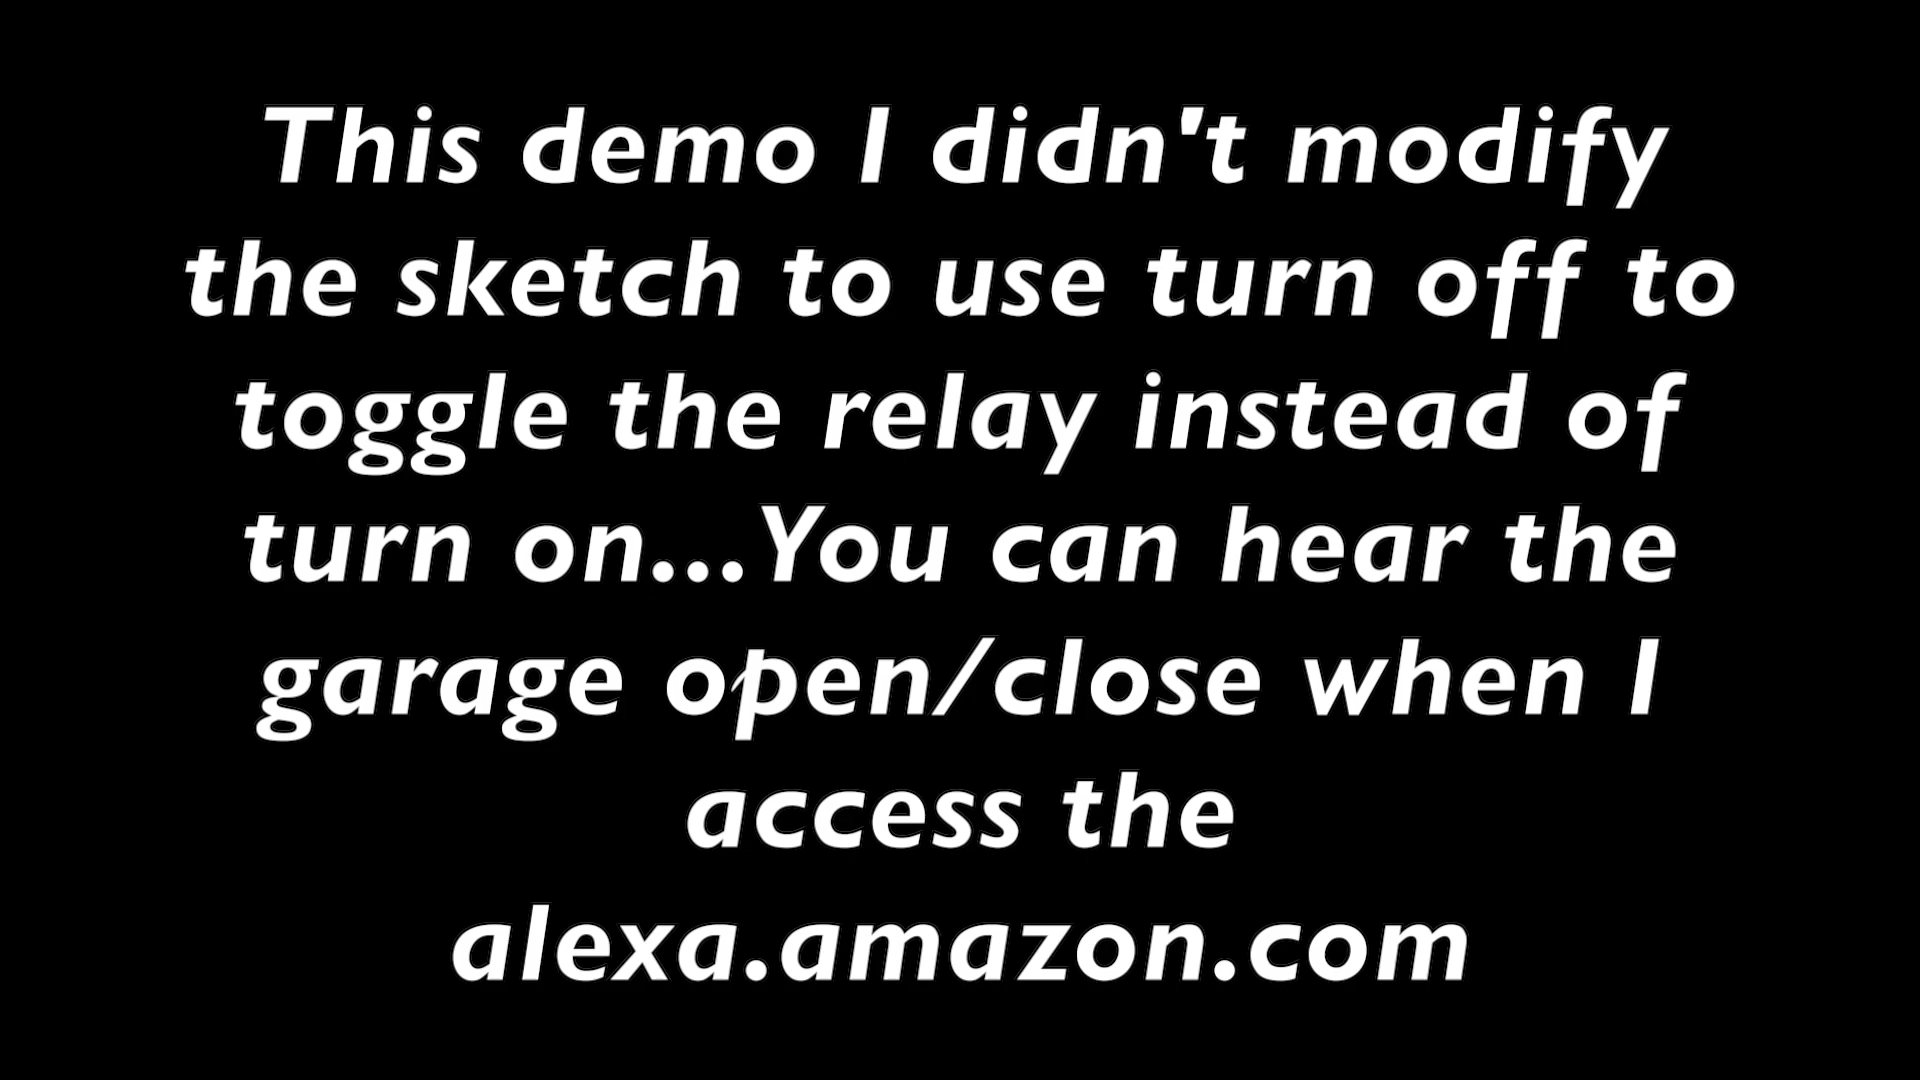 This demo I didn't modify
the sketch to use turn off to
toggle the relay instead of
turn on...You can hear the
garage open/close when I
access the
alexa.amazon.com